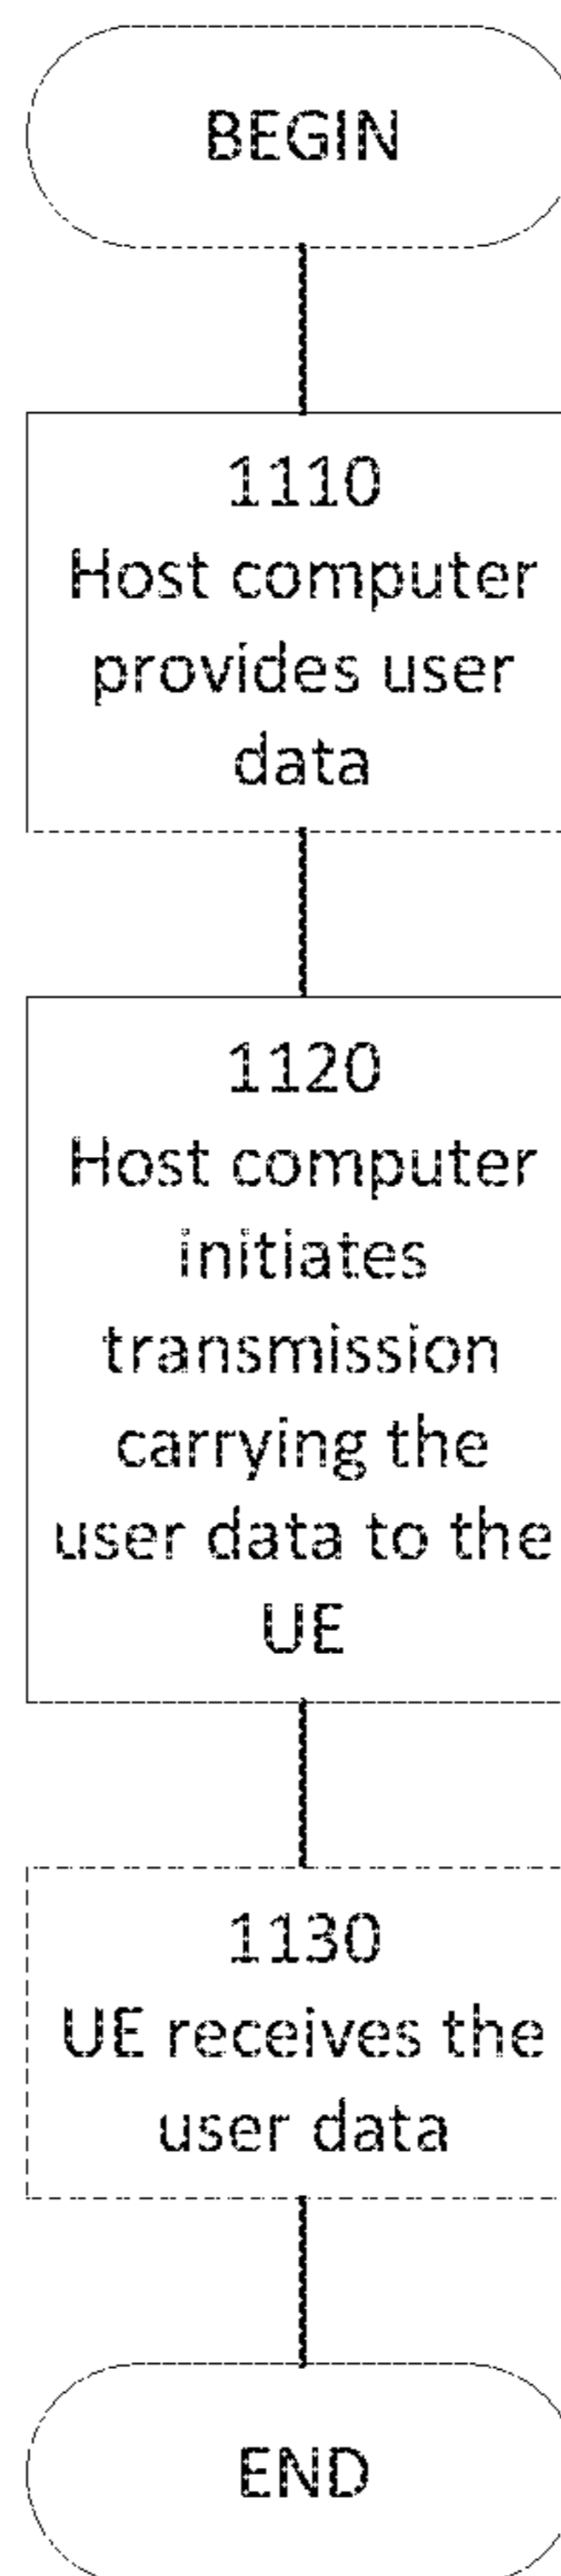 BEGIN
1110
Host computer
provides user
data
1120
Host computer
initiates
transmission
carrying the
user data to the
UE
1130
UE receives the
user data
END